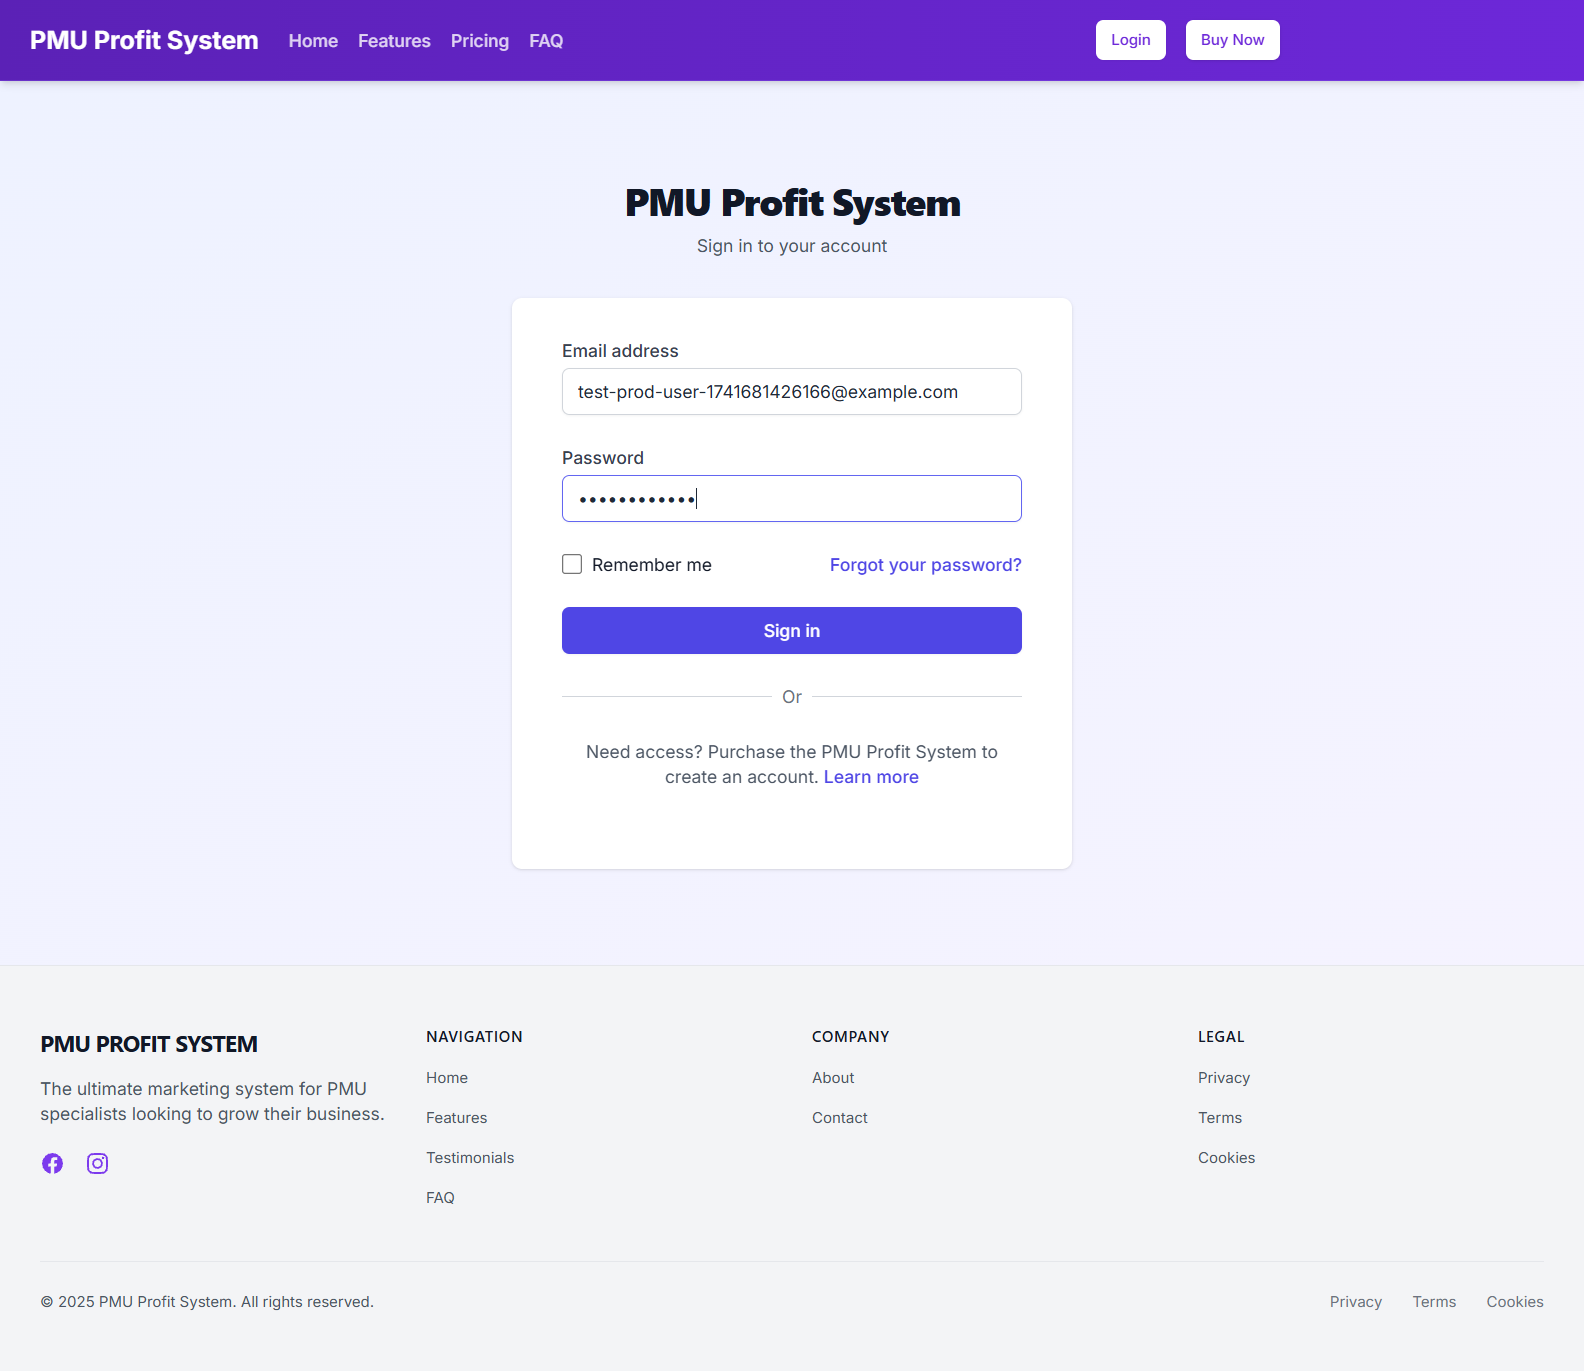 PMU Profit System Home Features Pricing FAQ Login Buy Now
PMU Profit System
Sign in to your account
Email address
test-prod-user-1741681426166@example.com
Password
••••••••••••
Remember me Forgot your password?
Sign in
Or
Need access? Purchase the PMU Profit System to
create an account. Learn more
PMU PROFIT SYSTEM
The ultimate marketing system for PMU
specialists looking to grow their business.
NAVIGATION
Home
Features
Testimonials
FAQ
COMPANY
About
Contact
LEGAL
Privacy
Terms
Cookies
© 2025 PMU Profit System. All rights reserved.
Privacy Terms Cookies